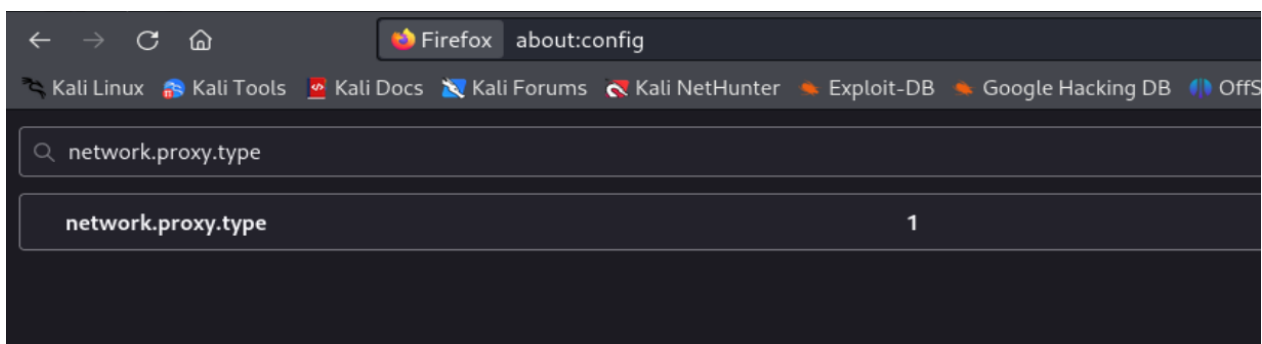 Firefox about:config
Kali Linux Kali Tools Kali Docs Kali Forums Kali NetHunter Exploit-DB Google Hacking DB OffS
network.proxy.type
network.proxy.type 1